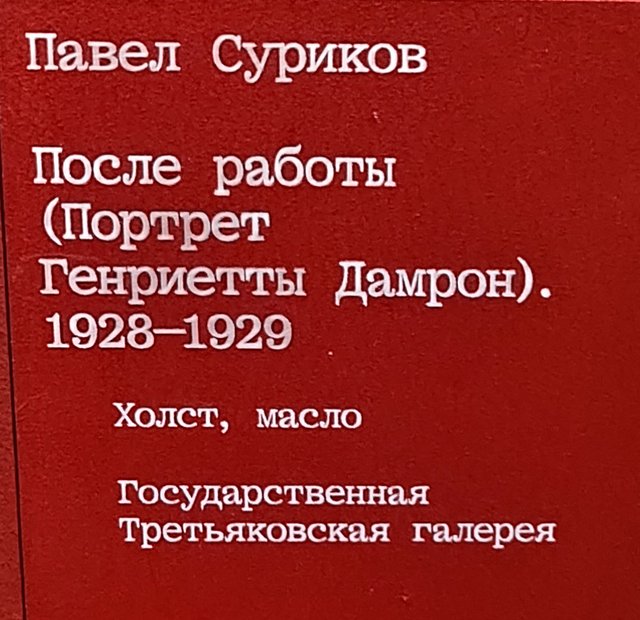 Павел Суриков
После работы
(Портрет
Генриетты Дамрон).
1928—1929
Холст, масло
Государственная
Третьяковская галерея